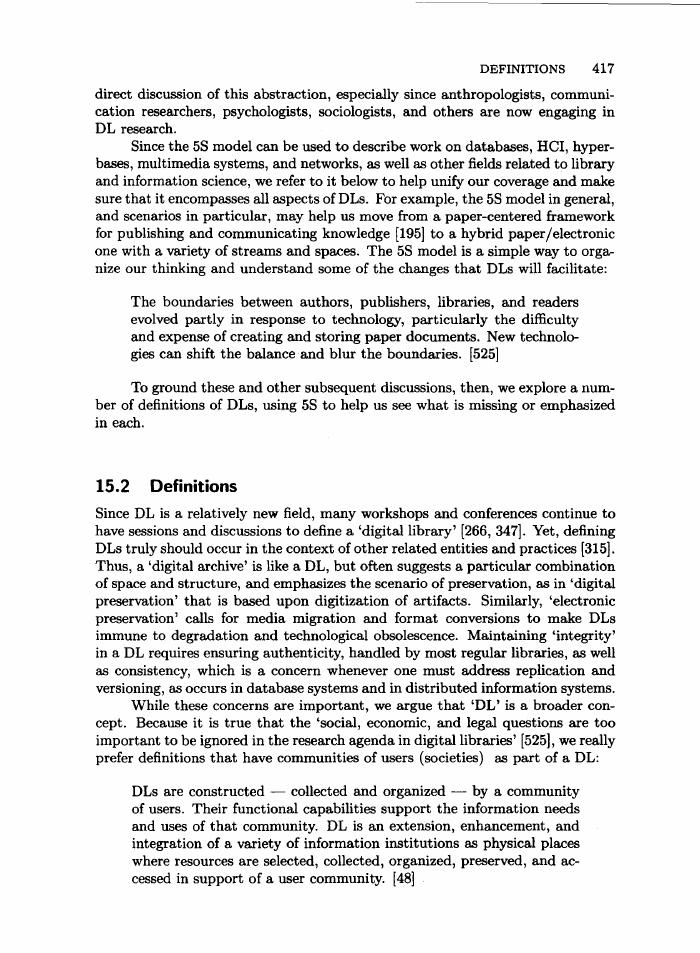 DEFINITIONS 417
direct discussion of this abstraction, especially since anthropologists, communi-
cation researchers, psychologists, sociologists, and others are now engaging in
DL research.
Since the 5S model can be used to describe work on databases, HCI, hyper-
bases, multimedia systems, and networks, as well as other fields related to library
and information science, we refer to it below to help unify our coverage and make
sure that it encompasses all aspects of DLs. For example, the 5S model in general,
and scenarios in particular, may help us move from a paper-centered framework
for publishing and communicating knowledge [195] to a hybrid paper/electronic
one with a variety of streams and spaces. The 5S model is a simple way to orga-
nize our thinking and understand some of the changes that DLs will facilitate:
The boundaries between authors, publishers, libraries, and readers
evolved partly in response to technology, particularly the difficulty
and expense of creating and storing paper documents. New technolo-
gies can shift the balance and blur the boundaries. [525]
To ground these and other subsequent discussions, then, we explore a num-
ber of definitions of DLs, using 5S to help us see what is missing or emphasized
in each.
15.2 Definitions
Since DL is a relatively new field, many workshops and conferences continue to
have sessions and discussions to define a ‘digital library’ [266, 347]. Yet, defining
DLs truly should occur in the context of other related entities and practices [315].
Thus, a ‘digital archive’ is like a DL, but often suggests a particular combination
of space and structure, and emphasizes the scenario of preservation, as in ‘digital
preservation’ that is based upon digitization of artifacts. Similarly, ‘electronic
preservation’ calls for media migration and format conversions to make DLs
immune to degradation and technological obsolescence. Maintaining ‘integrity’
in a DL requires ensuring authenticity, handled by most regular libraries, as well
as consistency, which is a concern whenever one must address replication and
versioning, as occurs in database systems and in distributed information systems.
While these concerns are important, we argue that ‘DL’ is a broader con-
cept. Because it is true that the ‘social, economic, and legal questions are too
important to be ignored in the research agenda in digital libraries’ [525], we really
prefer definitions that have communities of users (societies) as part of a DL:
DLs are constructed — collected and organized — by a community
of users. Their functional capabilities support the information needs
and uses of that community. DL is an extension, enhancement, and
integration of a variety of information institutions as physical places
where resources are selected, collected, organized, preserved, and ac-
cessed in support of a user community. [48]